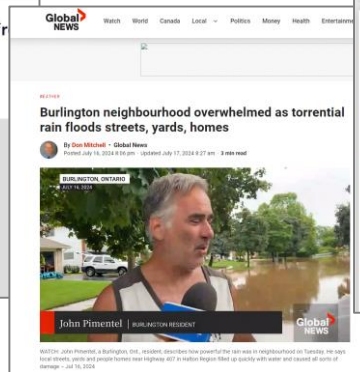 Global
NEWS
Watch World Canada Local Politics Money Health Entertainme
WEATHER
Burlington neighbourhood overwhelmed as torrential
rain floods streets, yards, homes
By Don Mitchell • Global News
Posted July 16, 2024 8:06 pm Updated July 17, 2024 8:27 am 3 min read
BURLINGTON, ONTARIO
JULY 16, 2024
John Pimentel | BURLINGTON RESIDENT
Global
NEWS
WATCH: John Pimentel, a Burlington, Ont., resident, describes how powerful the rain was in neighbourhood on Tuesday. He says
local streets, yards and people homes near Highway 407 in Halton Region filled up quickly with water and caused all sorts of
damage – Jul 16, 2024